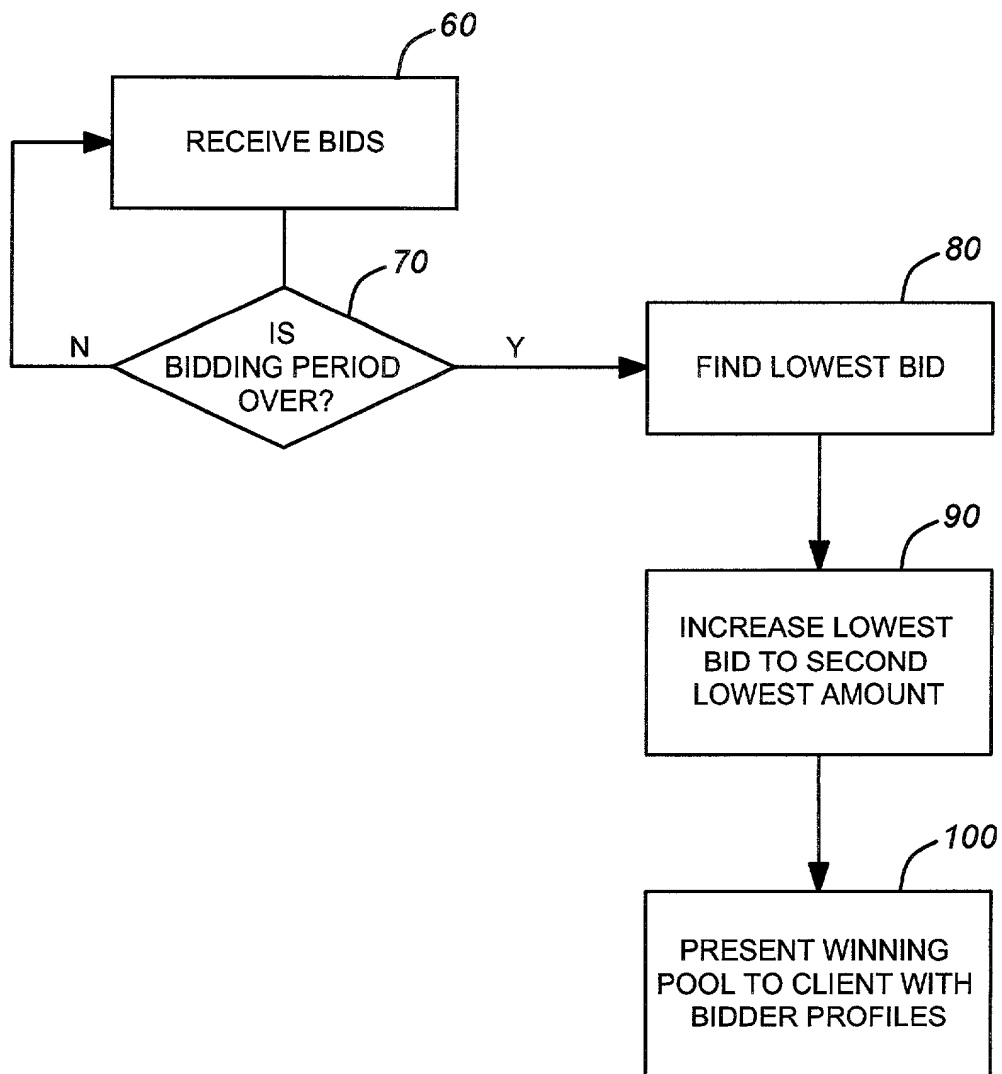 60
RECEIVE BIDS
70
IS
BIDDING PERIOD
OVER?
N
Y
80
FIND LOWEST BID
90
INCREASE LOWEST
BID TO SECOND
LOWEST AMOUNT
100
PRESENT WINNING
POOL TO CLIENT WITH
BIDDER PROFILES